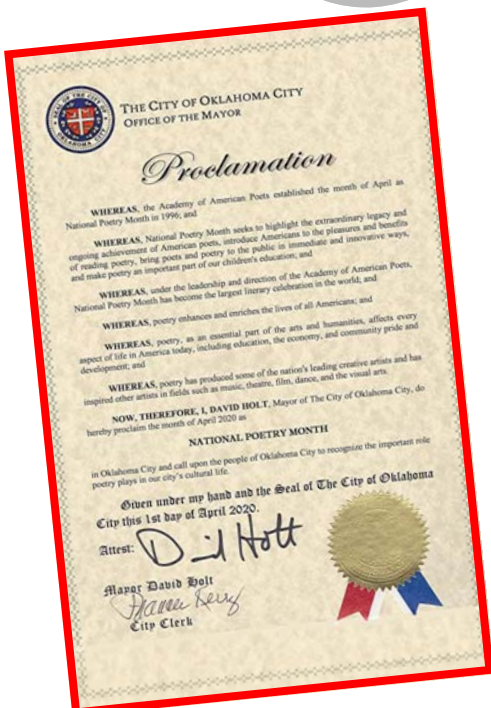 SEAL OF THE CITY OF OKLAHOMA CITY
THE CITY OF OKLAHOMA CITY
OFFICE OF THE MAYOR
Proclamation
WHEREAS, the Academy of American Poets established the month of April as
National Poetry Month in 1996; and
WHEREAS, National Poetry Month seeks to highlight the extraordinary legacy and
ongoing achievement of American poets, introduce Americans to the pleasures and benefits
of reading poetry, bring poets and poetry to the public in immediate and innovative ways,
and make poetry an important part of our children's education; and
WHEREAS, under the leadership and direction of the Academy of American Poets,
National Poetry Month has become the largest literary celebration in the world; and
WHEREAS, poetry enhances and enriches the lives of all Americans; and
WHEREAS, poetry, as an essential part of the arts and humanities, affects every
aspect of life in America today, including education, the economy, and community pride and
development; and
WHEREAS, poetry has produced some of the nation's leading creative artists and has
inspired other artists in fields such as music, theatre, film, dance, and the visual arts.
NOW, THEREFORE, I, DAVID HOLT, Mayor of The City of Oklahoma City, do
hereby proclaim the month of April 2020 as
NATIONAL POETRY MONTH
in Oklahoma City and call upon the people of Oklahoma City to recognize the important role
poetry plays in our city's cultural life.
Given under my hand and the Seal of The City of Oklahoma
City this 1st day of April 2020.
Attest: David Holt
Mayor David Holt
City Clerk